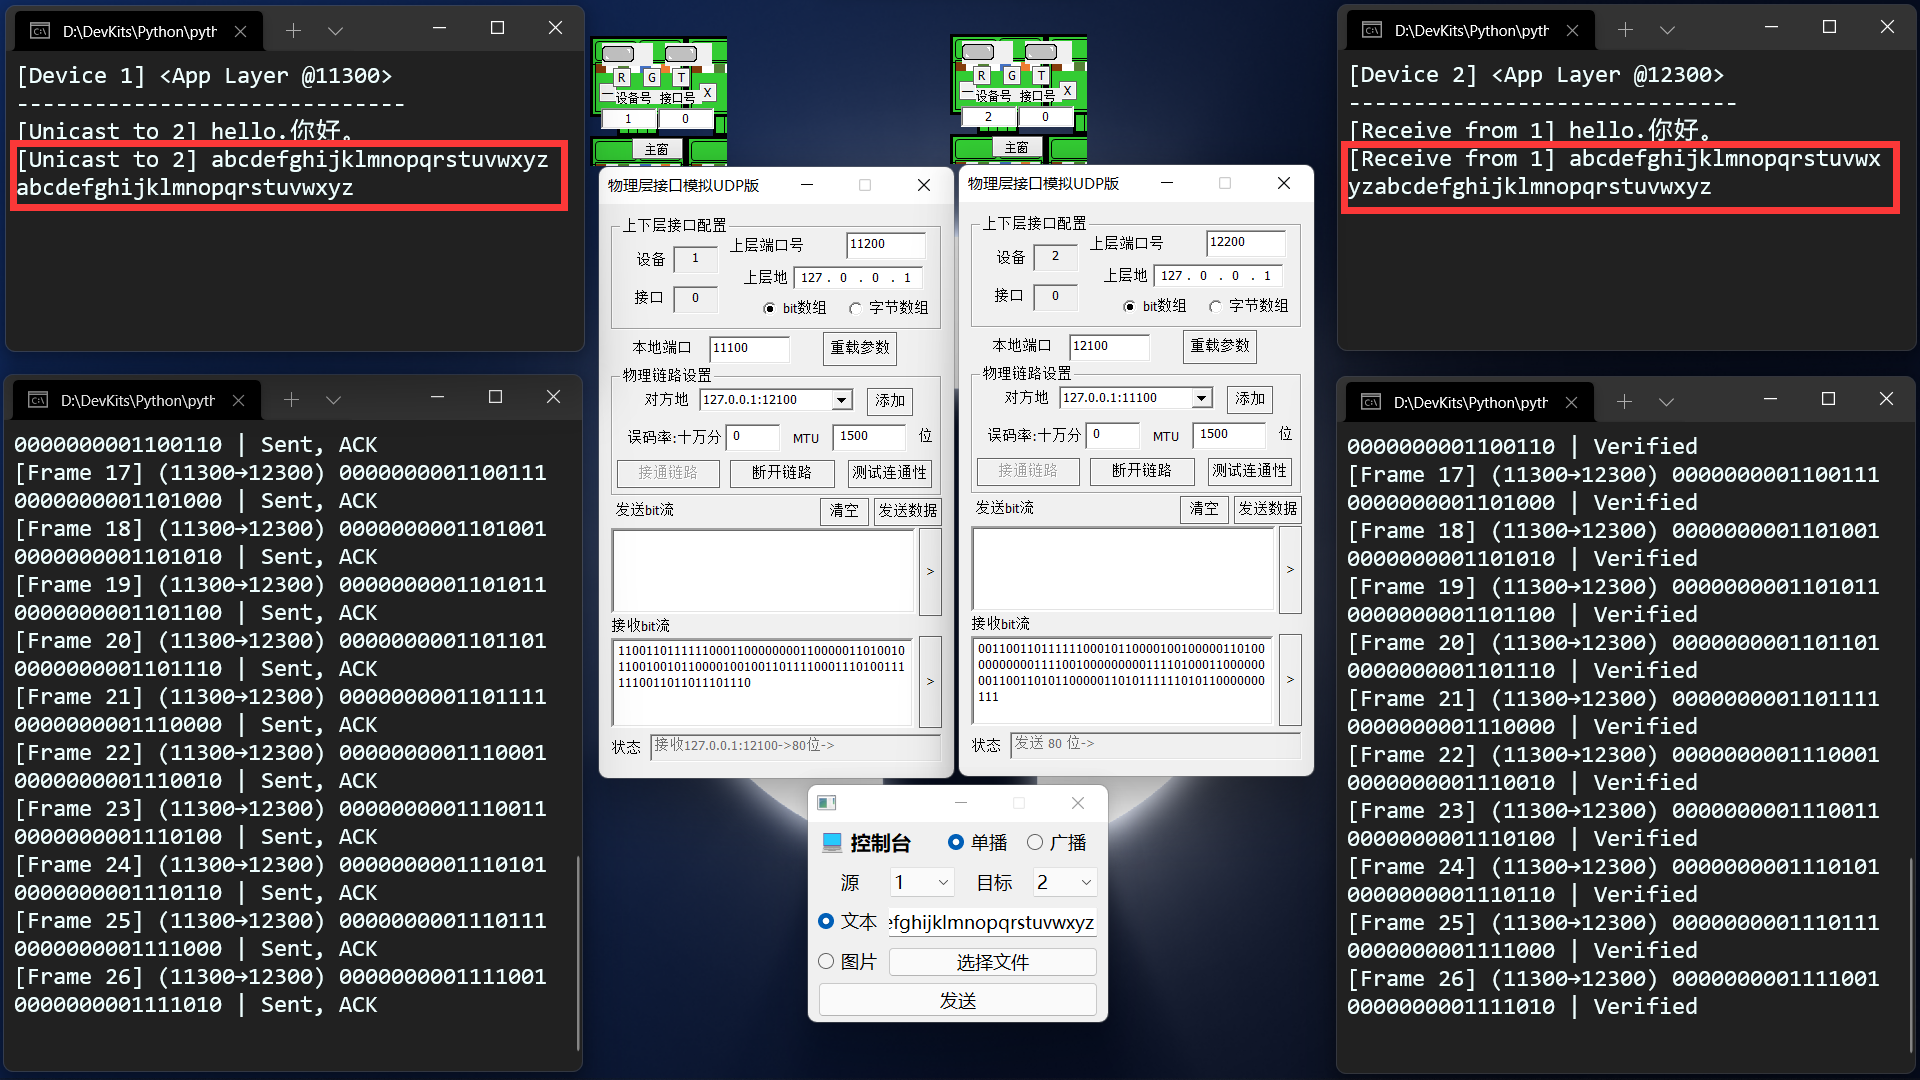 D:\DevKits\Python\pyth
[Device 1] <App Layer @11300>
------------------------------
[Unicast to 2] hello.你好。
[Unicast to 2] abcdefghijklmnopqrstuvwxyz
abcdefghijklmnopqrstuvwxyz
D:\DevKits\Python\pyth
0000000001100110 | Sent, ACK
[Frame 17] (11300→12300) 0000000001100111
0000000001101000 | Sent, ACK
[Frame 18] (11300→12300) 0000000001101001
0000000001101010 | Sent, ACK
[Frame 19] (11300→12300) 0000000001101011
0000000001101100 | Sent, ACK
[Frame 20] (11300→12300) 0000000001101101
0000000001101110 | Sent, ACK
[Frame 21] (11300→12300) 0000000001101111
0000000001110000 | Sent, ACK
[Frame 22] (11300→12300) 0000000001110001
0000000001110010 | Sent, ACK
[Frame 23] (11300→12300) 0000000001110011
0000000001110100 | Sent, ACK
[Frame 24] (11300→12300) 0000000001110101
0000000001110110 | Sent, ACK
[Frame 25] (11300→12300) 0000000001110111
0000000001111000 | Sent, ACK
[Frame 26] (11300→12300) 0000000001111001
0000000001111010 | Sent, ACK
R G T
一 设备号 接口号 X
1 0
主窗
物理层接口模拟UDP版
上下层接口配置
设备 1 上层端口号 11200
上层地 127 . 0 . 0 . 1
接口 0 bit数组 字节数组
本地端口 11100 重载参数
物理链路设置
对方地 127.0.0.1:12100 添加
误码率:十万分 0 MTU 1500 位
接通链路 断开链路 测试连通性
发送bit流 清空 发送数据
>
接收bit流
1100110111111000110000000011000001101001011001001011000010010011011110001110100111
1110011011011101110
>
状态 接收127.0.0.1:12100->80位->
R G T
一 设备号 接口号 X
2 0
主窗
物理层接口模拟UDP版
上下层接口配置
设备 2 上层端口号 12200
上层地 127 . 0 . 0 . 1
接口 0 bit数组 字节数组
本地端口 12100 重载参数
物理链路设置
对方地 127.0.0.1:11100 添加
误码率:十万分 0 MTU 1500 位
接通链路 断开链路 测试连通性
发送bit流 清空 发送数据
>
接收bit流
>
111
状态 发送 80 位->
控制台 单播 广播
源 1 目标 2
文本 efghijklmnopqrstuvwxyz
图片 选择文件
发送
D:\DevKits\Python\pyth
[Device 2] <App Layer @12300>
------------------------------
[Receive from 1] hello.你好。
[Receive from 1] abcdefghijklmnopqrstuvwx
yzabcdefghijklmnopqrstuvwxyz
D:\DevKits\Python\pyth
0000000001100110 | Verified
[Frame 17] (11300→12300) 0000000001100111
0000000001101000 | Verified
[Frame 18] (11300→12300) 0000000001101001
0000000001101010 | Verified
[Frame 19] (11300→12300) 0000000001101011
0000000001101100 | Verified
[Frame 20] (11300→12300) 0000000001101101
0000000001101110 | Verified
[Frame 21] (11300→12300) 0000000001101111
0000000001110000 | Verified
[Frame 22] (11300→12300) 0000000001110001
0000000001110010 | Verified
[Frame 23] (11300→12300) 0000000001110011
0000000001110100 | Verified
[Frame 24] (11300→12300) 0000000001110101
0000000001110110 | Verified
[Frame 25] (11300→12300) 0000000001110111
0000000001111000 | Verified
[Frame 26] (11300→12300) 0000000001111001
0000000001111010 | Verified